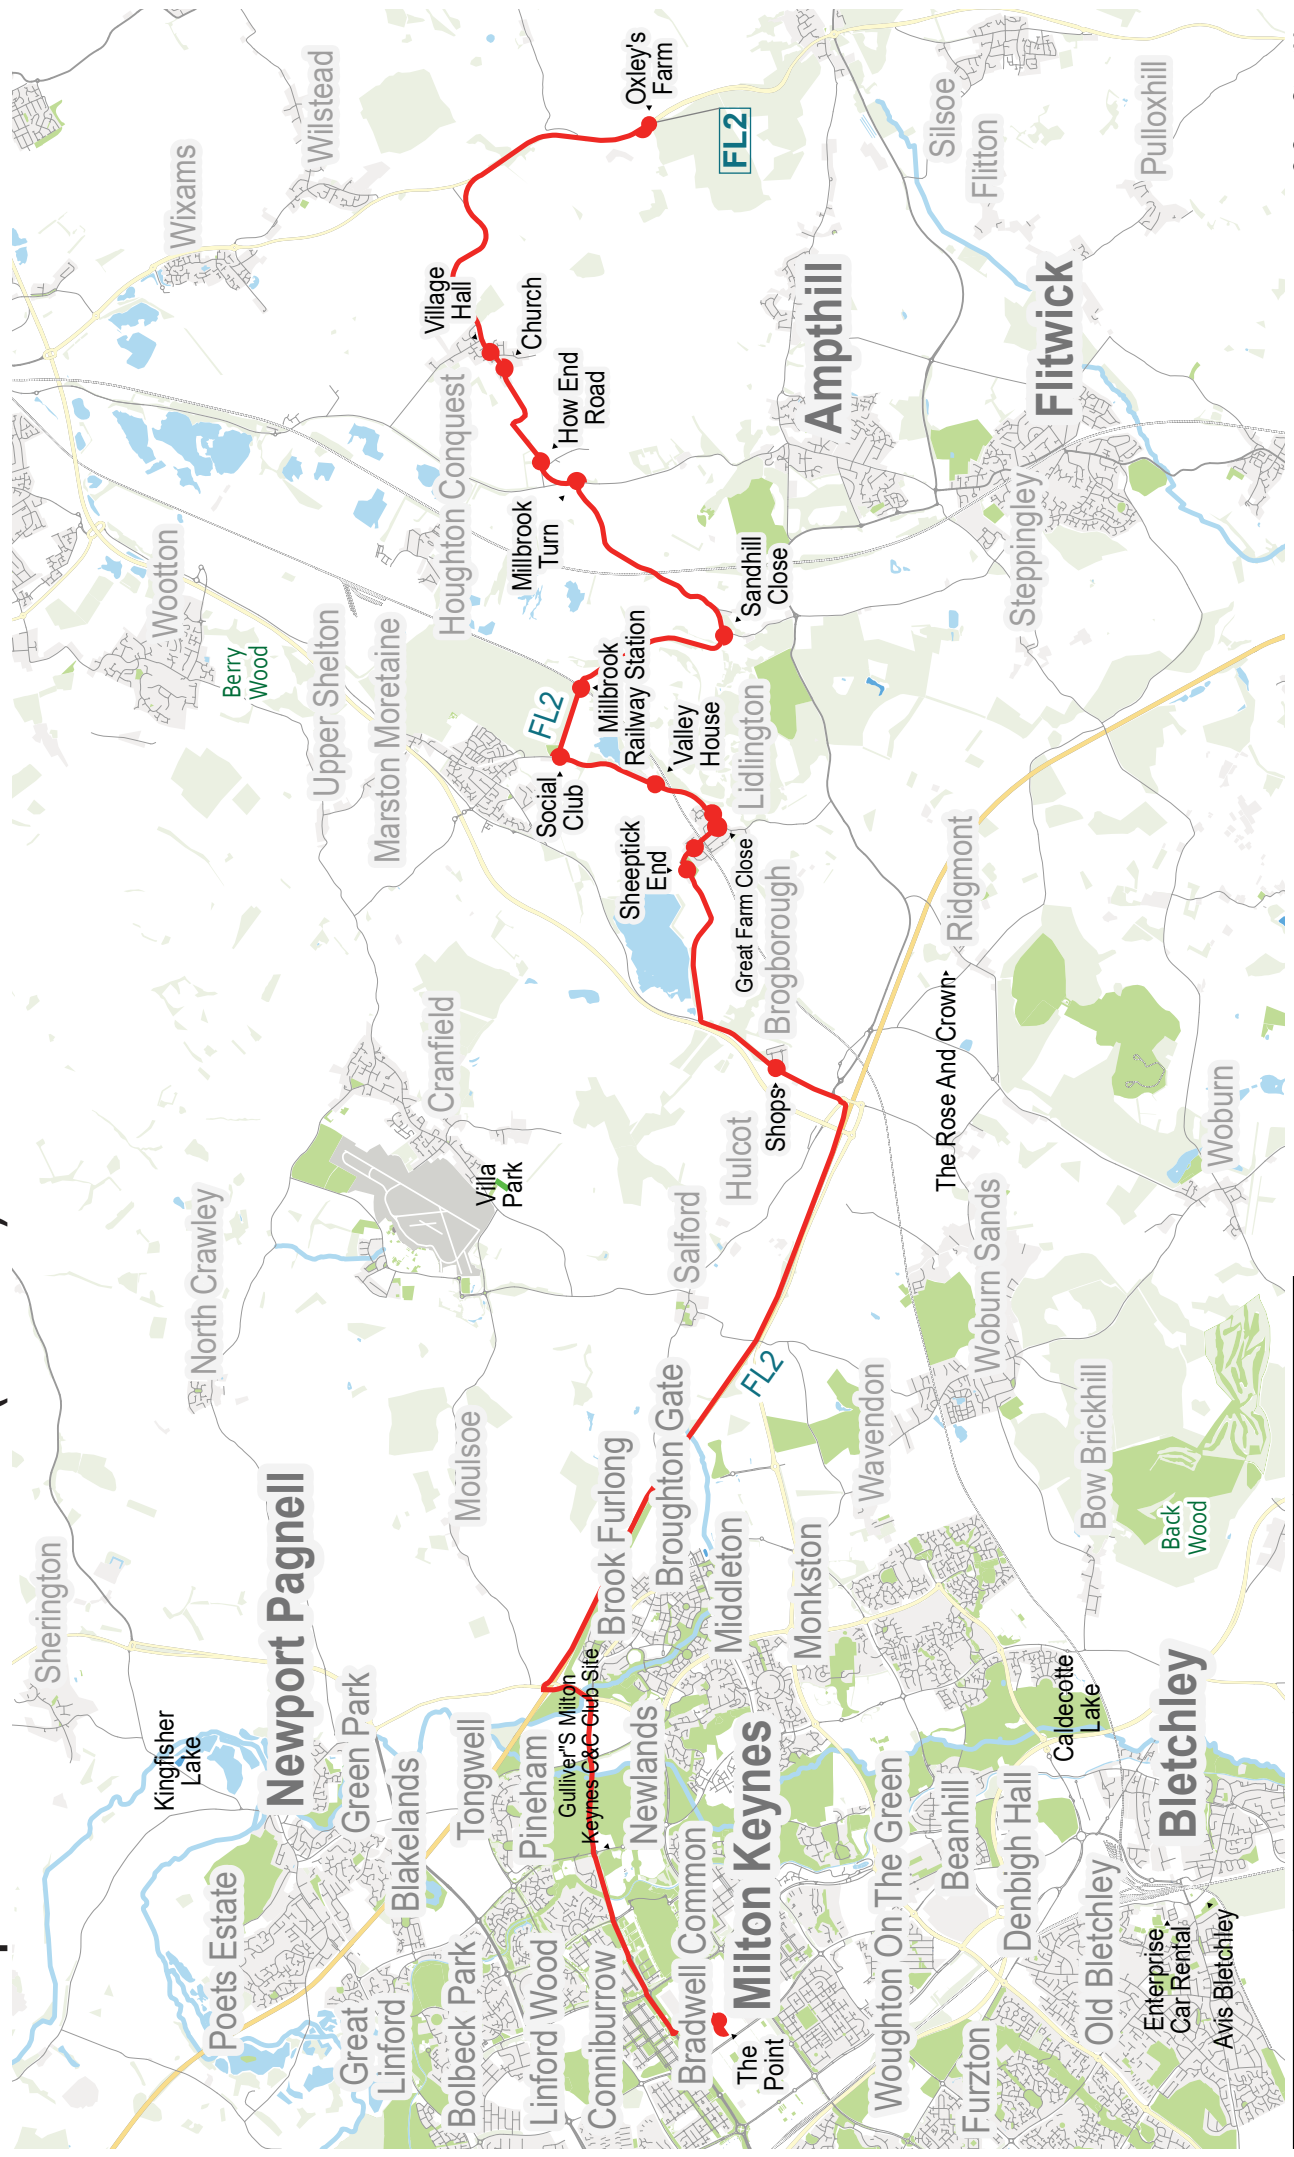 Oxley's
Farm
FL2
Wilstead
Wixams
Silsoe
Flitton
Pulloxhill
Village
Hall
Church
How End
Road
Houghton Conquest
Millbrook
Turn
Ampthill
Flitwick
Steppingley
Sandhill
Close
Wootton
Berry
Wood
Upper Shelton
Marston Moretaine
FL2
Millbrook
Railway Station
Valley
House
Lidlington
Social
Club
Sheeptick
End
Great Farm Close
Brogborough
Ridgmont
The Rose And Crown
Cranfield
Villa
Park
Shops
Hulcot
Salford
Woburn
Woburn Sands
North Crawley
Moulsoe
FL2
Broughton Gate
Brook Furlong
Wavendon
Bow Brickhill
Back
Wood
Middleton
Monkston
Newport Pagnell
Sherington
Kingfisher
Lake
Green Park
Blakelands
Tongwell
Pineham
Gulliver"S Milton
Keynes C&C Club Site
Newlands
Milton Keynes
Caldecotte
Lake
Bletchley
Poets Estate
Great
Linford
Bolbeck Park
Linford Wood
Conniburrow
Bradwell Common
The
Point
Woughton On The Green
Beanhill
Denbigh Hall
Furzton
Old Bletchley
Enterprise
Car Rental
Avis Bletchley